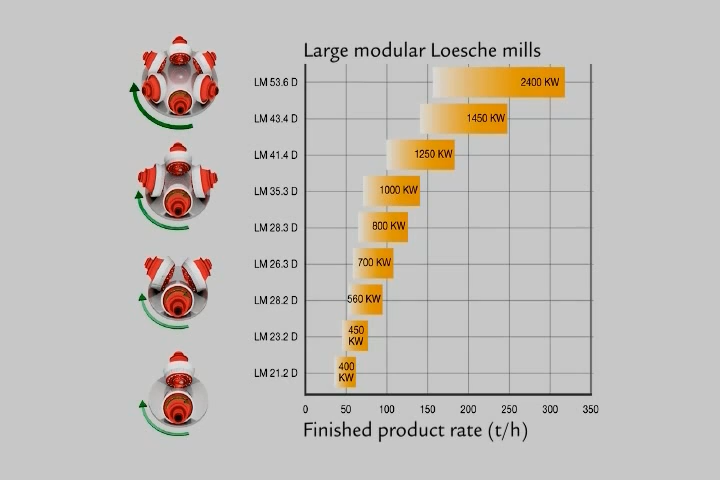 Large modular Loesche mills
LM 53.6 D
2400 KW
LM 43.4 D
1450 KW
LM 41.4 D
1250 KW
LM 35.3 D
1000 KW
LM 28.3 D
800 KW
LM 26.3 D
700 KW
LM 28.2 D
560 KW
LM 23.2 D
450
KW
LM 21.2 D
400
KW
0 50 100 150 200 250 300 350
Finished product rate (t/h)